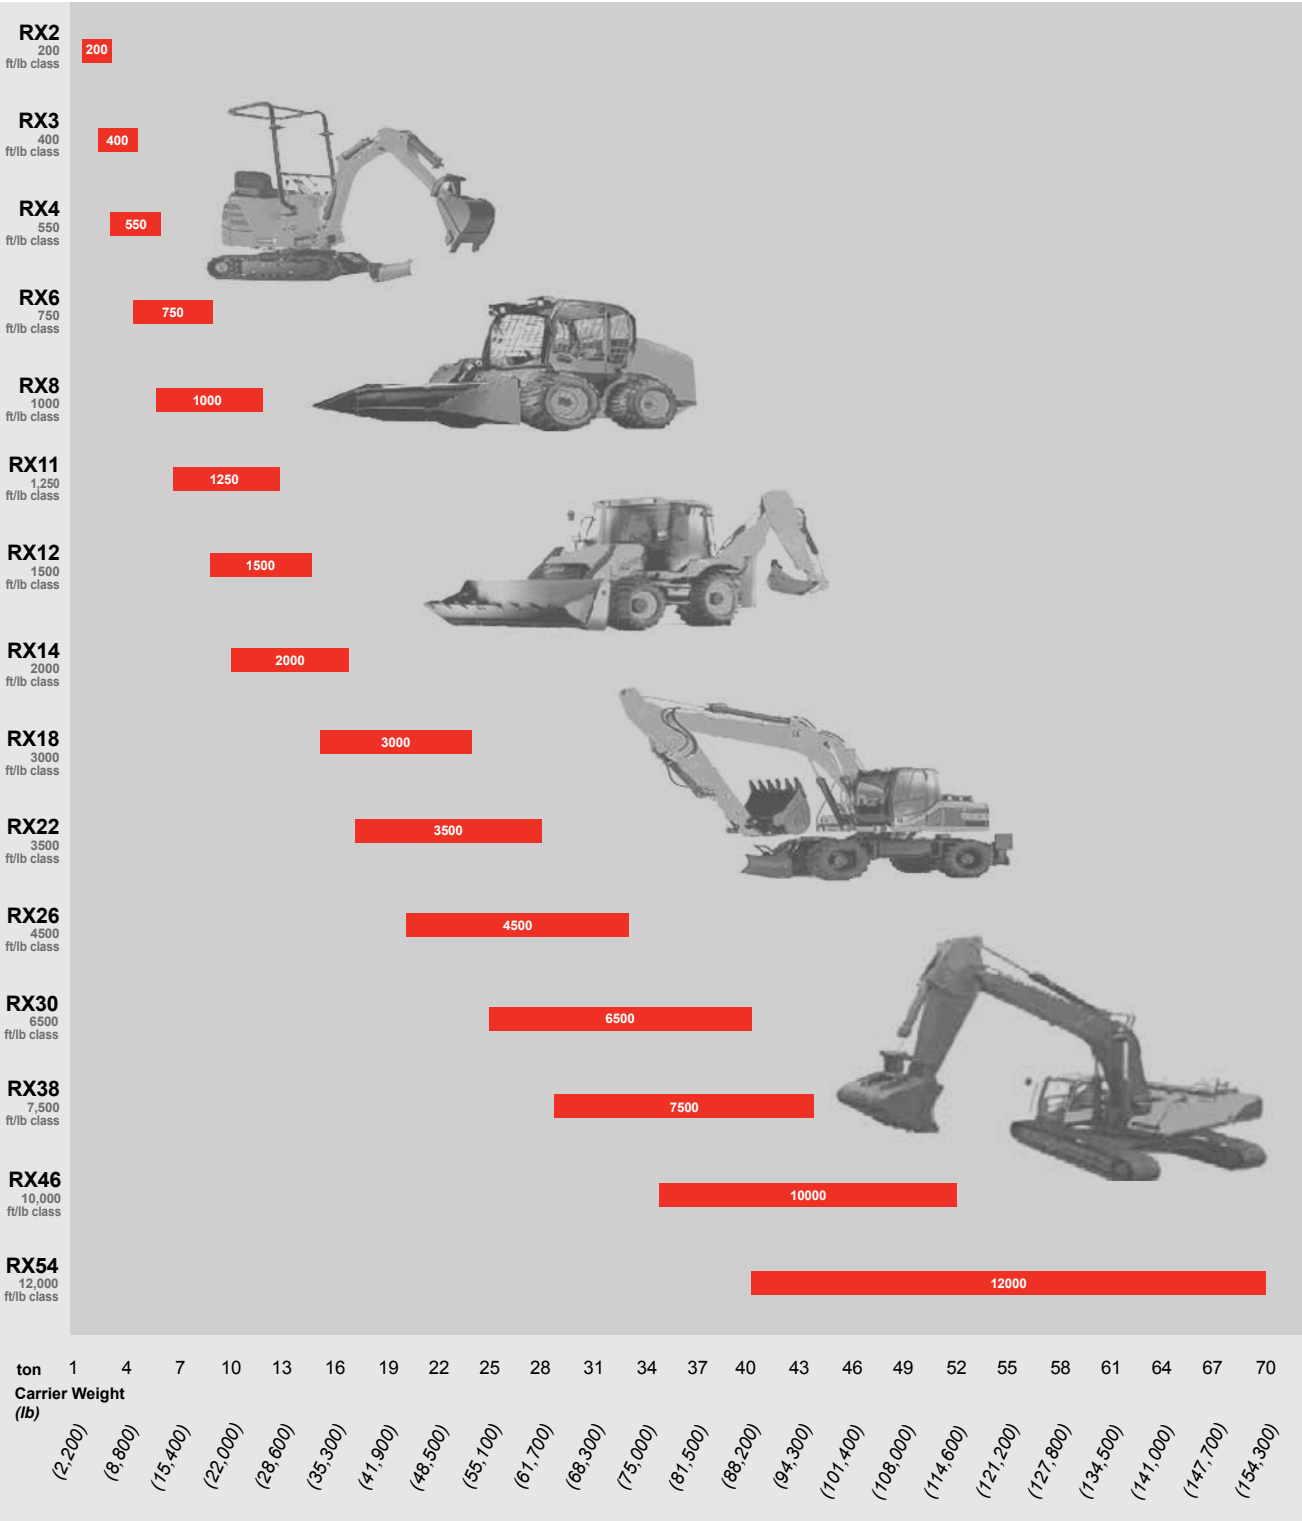 RX2
200
ft/lb class
200
RX3
400
ft/lb class
400
RX4
550
ft/lb class
550
RX6
750
ft/lb class
750
RX8
1000
ft/lb class
1000
RX11
1,250
ft/lb class
1250
RX12
1500
ft/lb class
1500
RX14
2000
ft/lb class
2000
RX18
3000
ft/lb class
3000
RX22
3500
ft/lb class
3500
RX26
4500
ft/lb class
4500
RX30
6500
ft/lb class
6500
RX38
7,500
ft/lb class
7500
RX46
10,000
ft/lb class
10000
RX54
12,000
ft/lb class
12000
ton 1 4 7 10 13 16 19 22 25 28 31 34 37 40 43 46 49 52 55 58 61 64 67 70
Carrier Weight
(lb)
(2,200) (8,800) (15,400) (22,000) (28,600) (35,300) (41,900) (48,500) (55,100) (61,700) (68,300) (75,000) (81,500) (88,200) (94,300) (101,400) (108,000) (114,600) (121,200) (127,800) (134,500) (141,000) (147,700) (154,300)